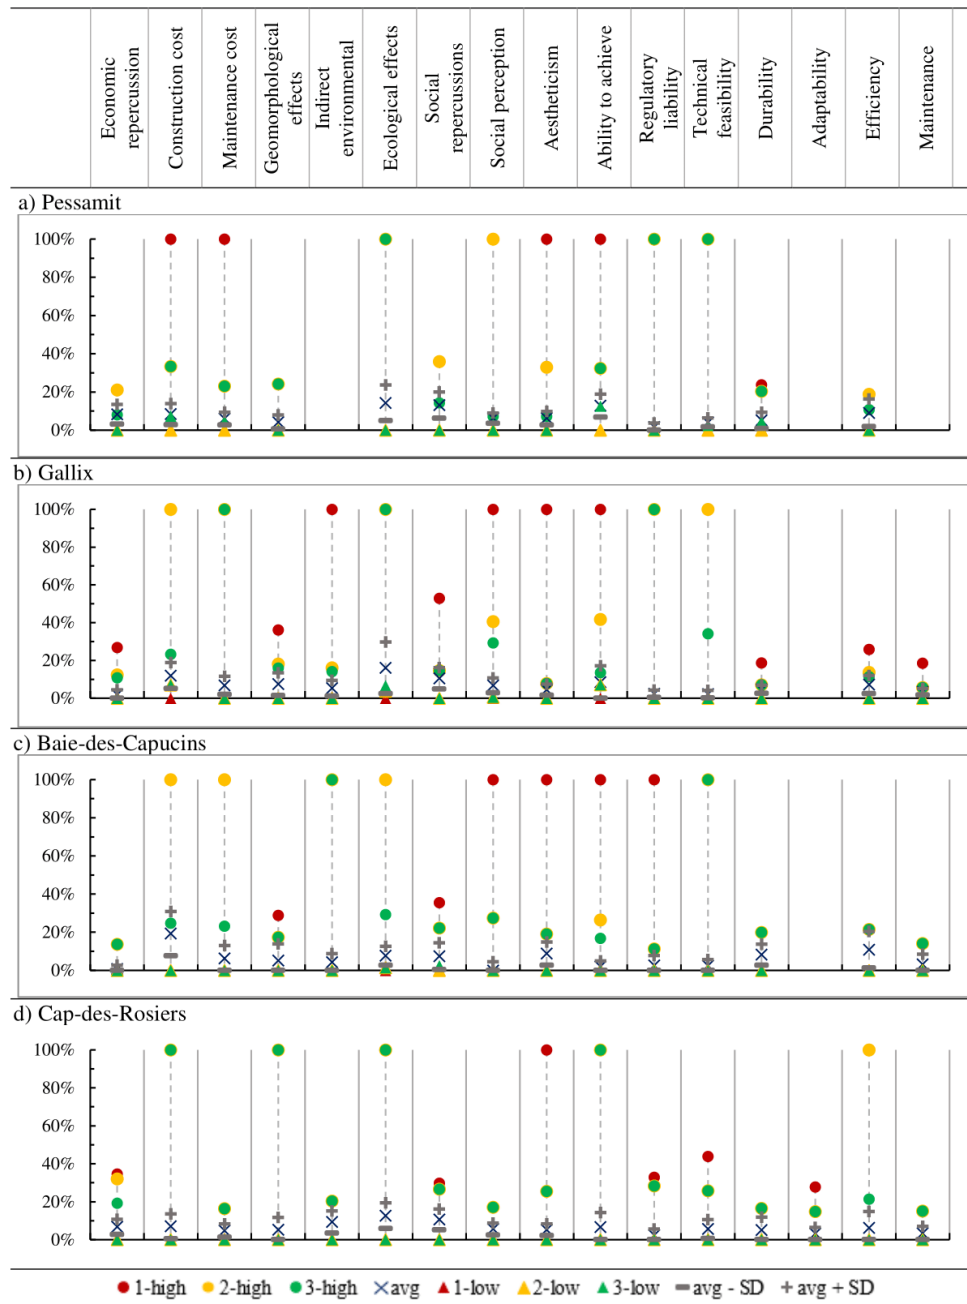 Economic
repercussion
Construction cost
Maintenance cost
Geomorphological
effects
Indirect
environmental
Ecological effects
Social
repercussions
Social perception
Aestheticism
Ability to achieve
Regulatory
liability
Technical
feasibility
Durability
Adaptability
Efficiency
Maintenance
a) Pessamit
100%
80%
60%
40%
20%
0%
b) Gallix
100%
80%
60%
40%
20%
0%
c) Baie-des-Capucins
100%
80%
60%
40%
20%
0%
d) Cap-des-Rosiers
100%
80%
60%
40%
20%
0%
1-high 2-high 3-high avg 1-low 2-low 3-low avg - SD avg + SD